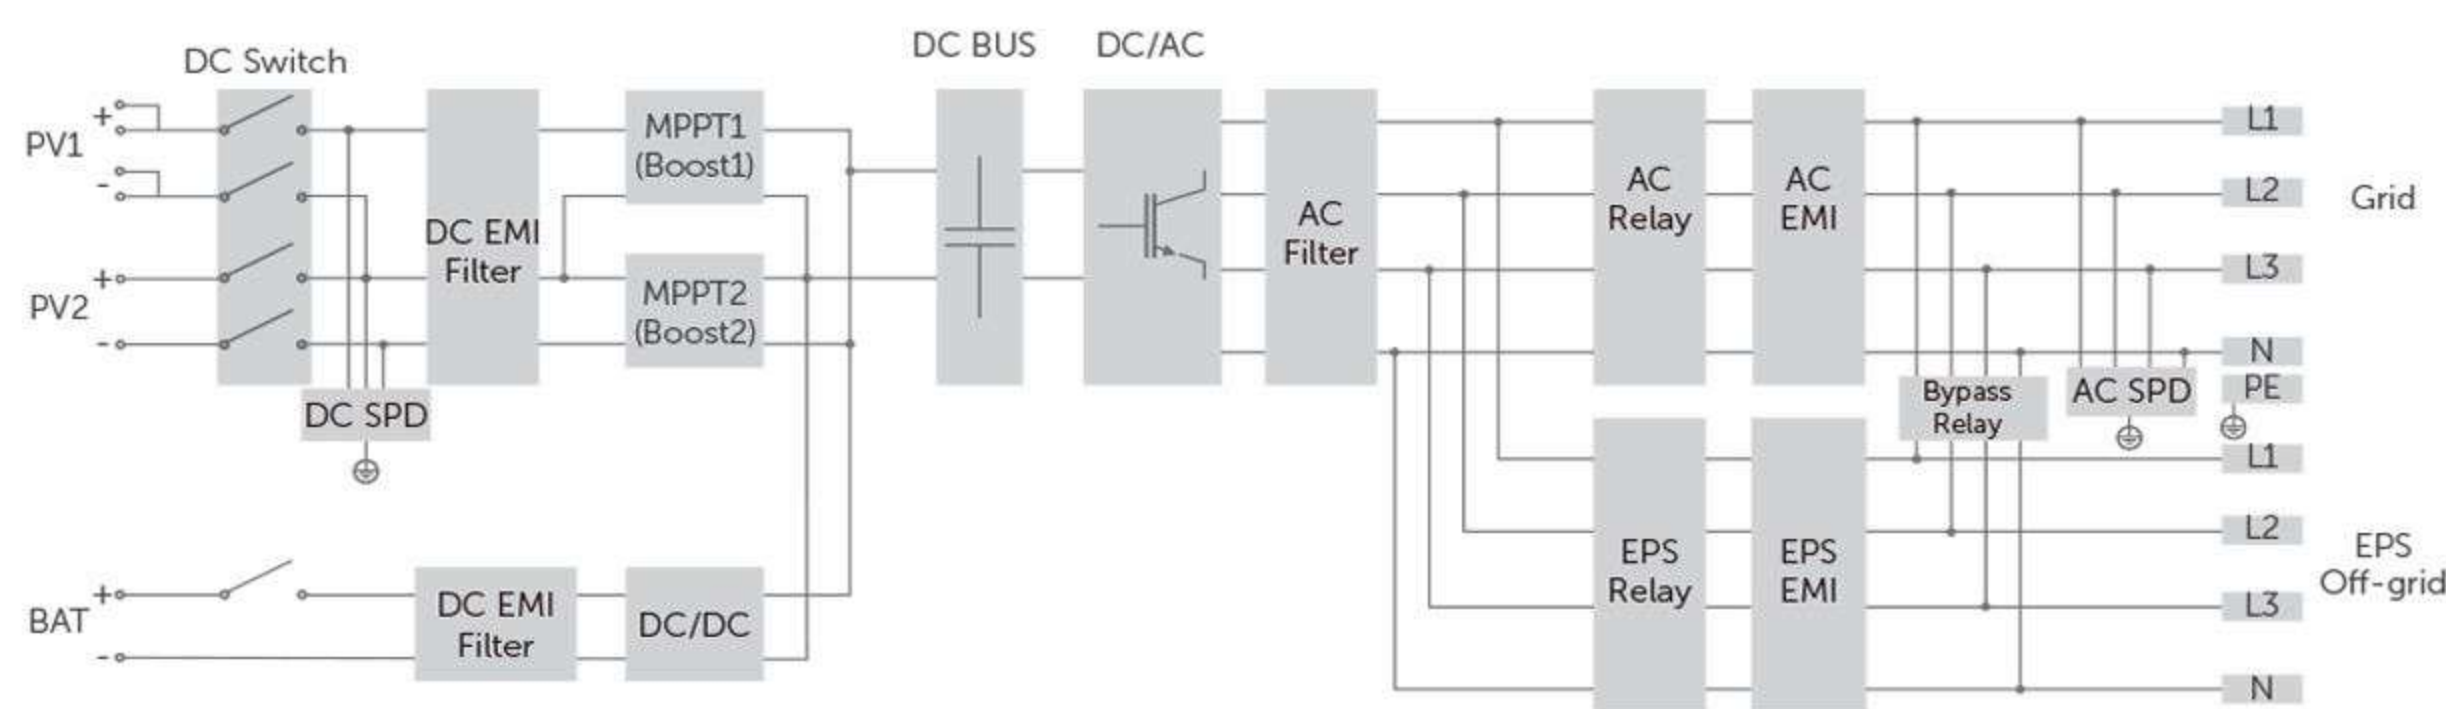 DC Switch
DC BUS
DC/AC
PV1
+
-
PV2
+
-
DC EMI
Filter
MPPT1
(Boost1)
MPPT2
(Boost2)
DC SPD
BAT
+
-
DC EMI
Filter
DC/DC
AC
Filter
AC
Relay
AC
EMI
EPS
Relay
EPS
EMI
Bypass
Relay
AC SPD
L1
L2
L3
N
PE
Grid
L1
L2
L3
N
EPS
Off-grid